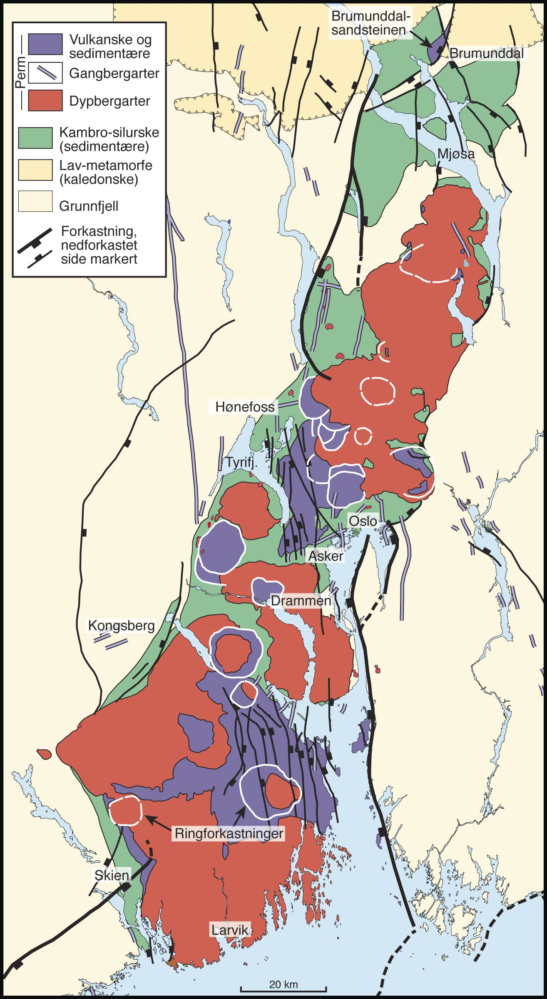 Brumunddal-
sandsteinen
Brumunddal
Perm
Vulkanske og
sedimentære
Gangbergarter
Dypbergarter
Kambro-silurske
(sedimentære)
Lav-metamorfe
(kaledonske)
Grunnfjell
Forkastning,
nedforkastet
side markert
Mjøsa
Hønefoss
Tyrifj.
Oslo
Asker
Drammen
Kongsberg
Ringforkastninger
Skien
Larvik
20 km